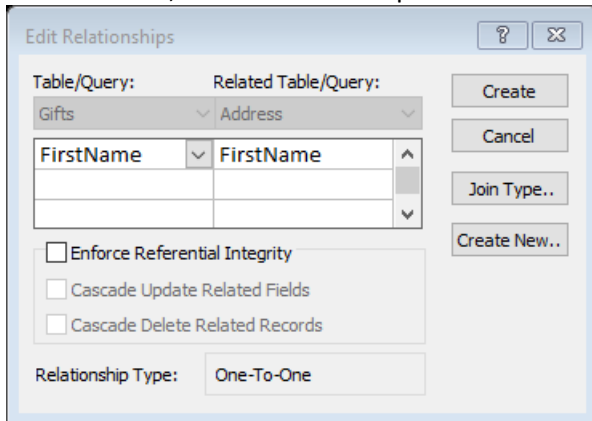 Edit Relationships
Table/Query: Related Table/Query:
Gifts Address
FirstName FirstName
Enforce Referential Integrity
Cascade Update Related Fields
Cascade Delete Related Records
Relationship Type: One-To-One
Create
Cancel
Join Type..
Create New..